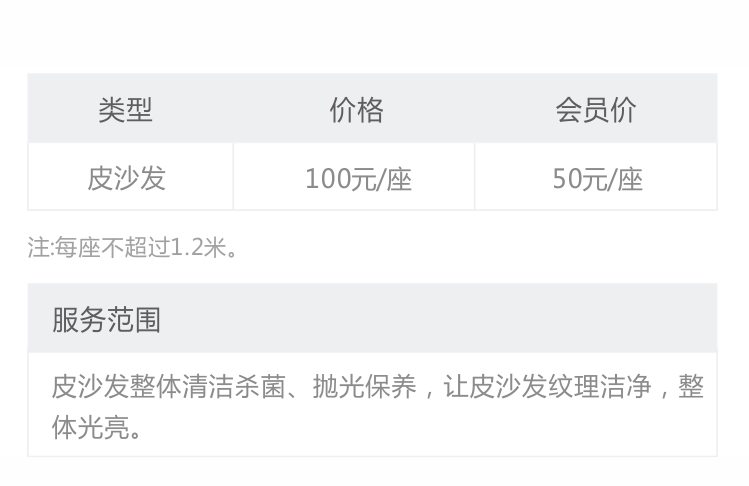 类型 价格 会员价
皮沙发 100元/座 50元/座
注:每座不超过1.2米。
服务范围
皮沙发整体清洁杀菌、抛光保养，让皮沙发纹理洁净，整
体光亮。